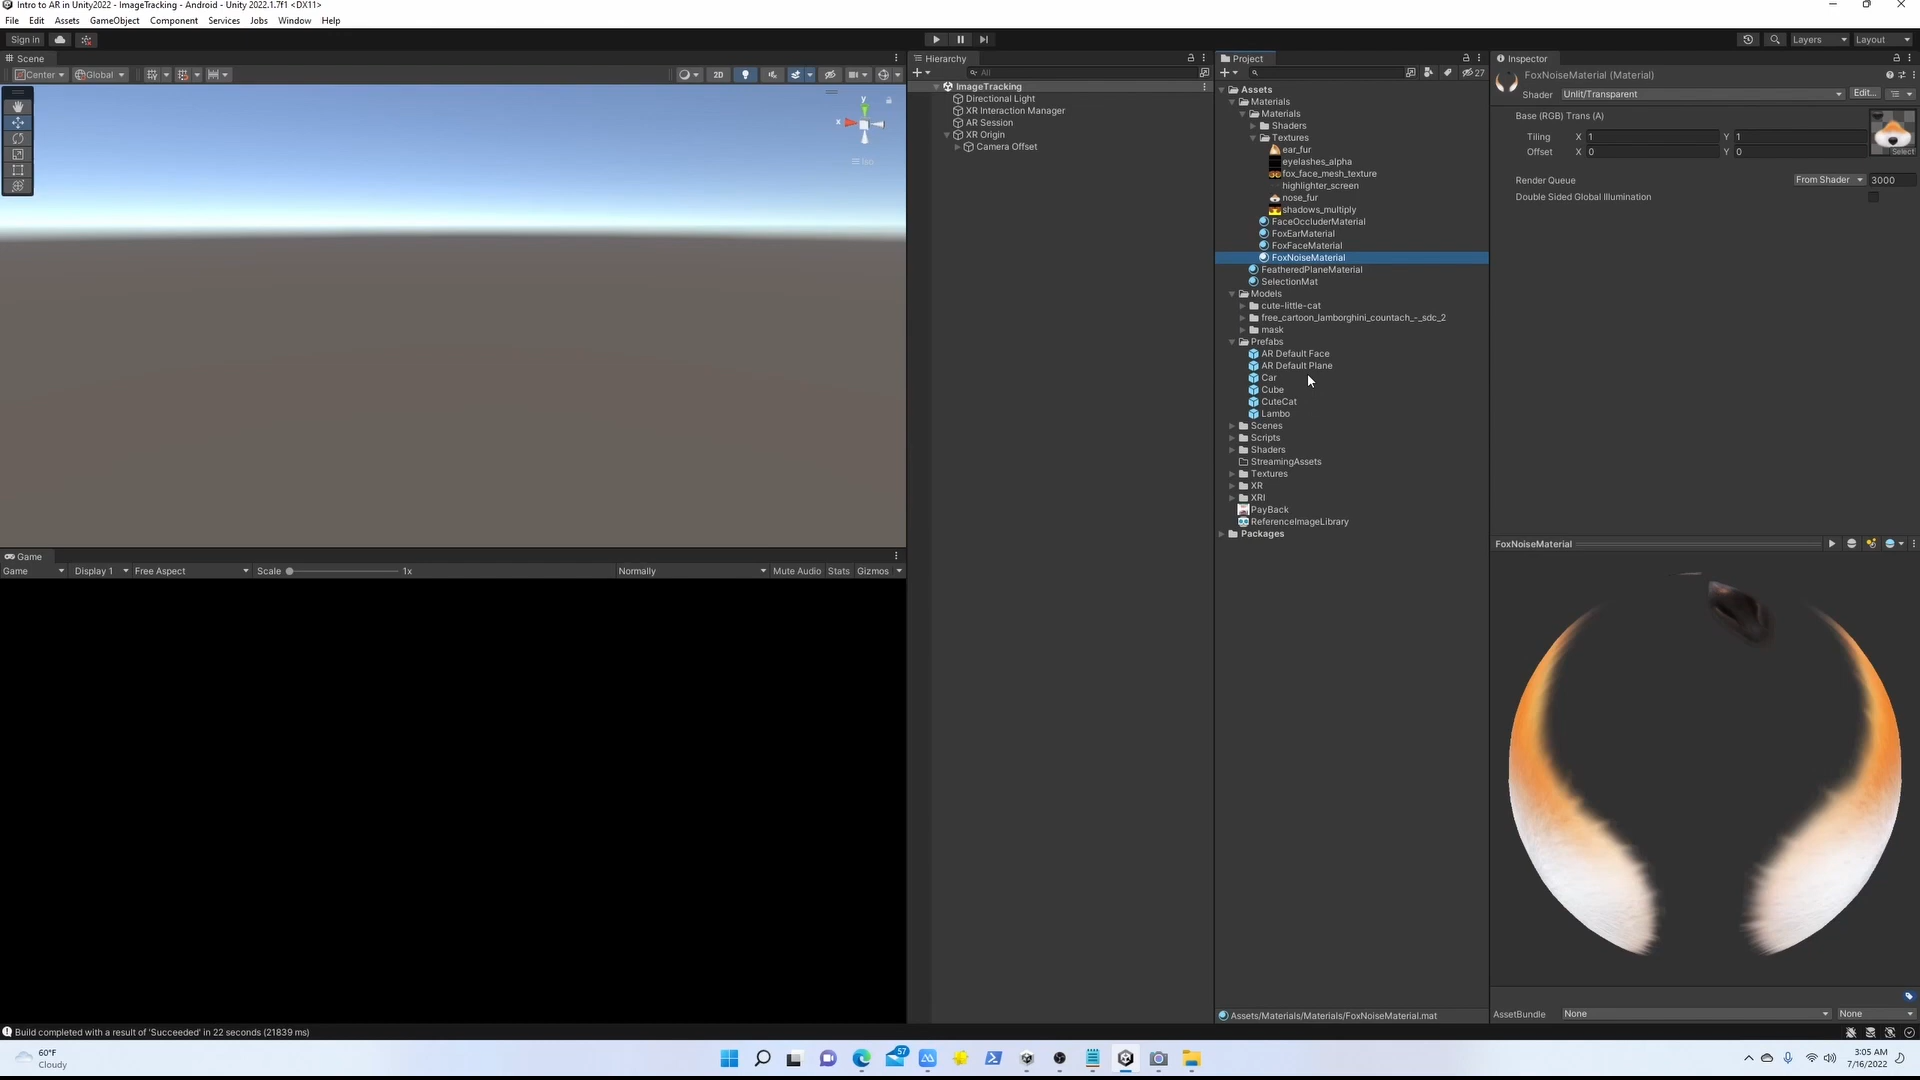 Intro to AR in Unity2022 - ImageTracking - Android - Unity 2022.1.7f1 <DX11>
File Edit Assets GameObject Component Services Jobs Window Help
Sign in
Layers
Layout
Scene
Center
Global
2D
y
x
Iso
Game
Game
Display 1
Free Aspect
Scale
1x
Normally
Mute Audio
Stats
Gizmos
Hierarchy
All
ImageTracking
Directional Light
XR Interaction Manager
AR Session
XR Origin
Camera Offset
Project
27
Assets
Materials
Materials
Shaders
Textures
ear_fur
eyelashes_alpha
fox_face_mesh_texture
highlighter_screen
nose_fur
shadows_multiply
FaceOccluderMaterial
FoxEarMaterial
FoxFaceMaterial
FoxNoiseMaterial
FeatheredPlaneMaterial
SelectionMat
Models
cute-little-cat
free_cartoon_lamborghini_countach_-_sdc_2
mask
Prefabs
AR Default Face
AR Default Plane
Car
Cube
CuteCat
Lambo
Scenes
Scripts
Shaders
StreamingAssets
Textures
XR
XRI
PayBack
ReferenceImageLibrary
Packages
Assets/Materials/Materials/FoxNoiseMaterial.mat
Inspector
FoxNoiseMaterial (Material)
Shader
Unlit/Transparent
Edit...
Base (RGB) Trans (A)
Tiling X 1 Y 1
Offset X 0 Y 0
Select
Render Queue
From Shader
3000
Double Sided Global Illumination
FoxNoiseMaterial
AssetBundle
None
None
Build completed with a result of 'Succeeded' in 22 seconds (21839 ms)
60°F
Cloudy
57
3:05 AM
7/16/2022